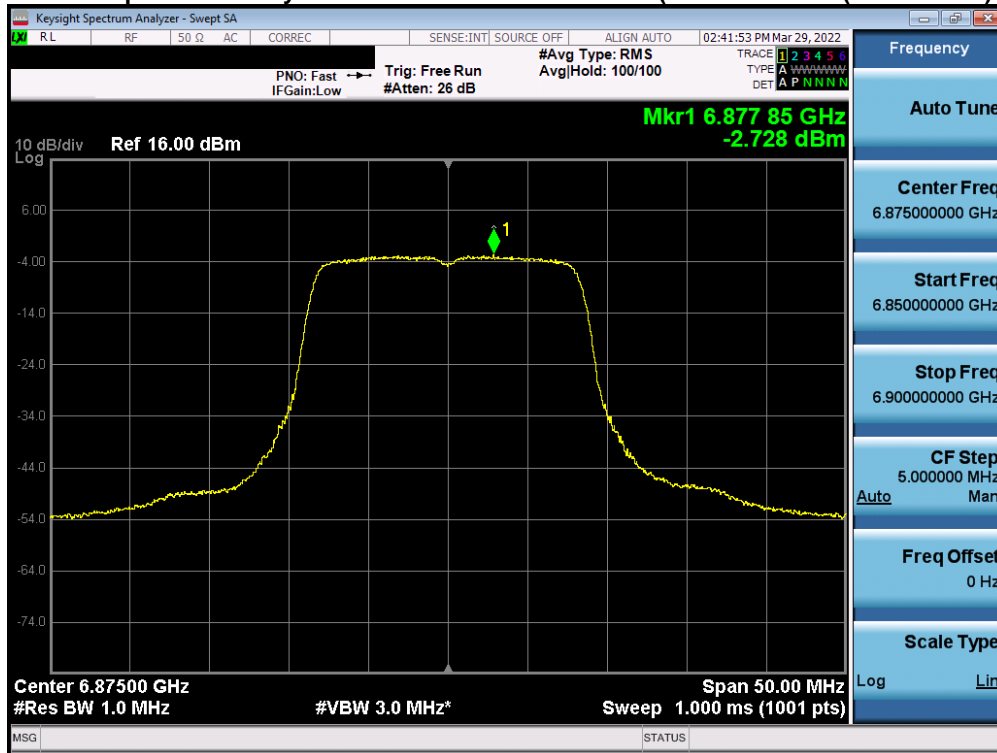 Keysight Spectrum Analyzer - Swept SA
LXI RL RF 50 Ω AC CORREC SENSE:INT SOURCE OFF ALIGN AUTO 02:41:53 PM Mar 29, 2022
PNO: Fast
IFGain:Low
Trig: Free Run
#Atten: 26 dB
#Avg Type: RMS
Avg|Hold: 100/100
TRACE 1 2 3 4 5 6
TYPE A WWWWW
DET A P N N N N
Mkr1 6.877 85 GHz
-2.728 dBm
10 dB/div Ref 16.00 dBm
Log
1
6.00
-4.00
-14.0
-24.0
-34.0
-44.0
-54.0
-64.0
-74.0
Center 6.87500 GHz
Span 50.00 MHz
#Res BW 1.0 MHz
#VBW 3.0 MHz*
Sweep 1.000 ms (1001 pts)
MSG STATUS
Frequency
Auto Tune
Center Freq
6.875000000 GHz
Start Freq
6.850000000 GHz
Stop Freq
6.900000000 GHz
CF Step
5.000000 MHz
Auto Man
Freq Offset
0 Hz
Scale Type
Log Lin